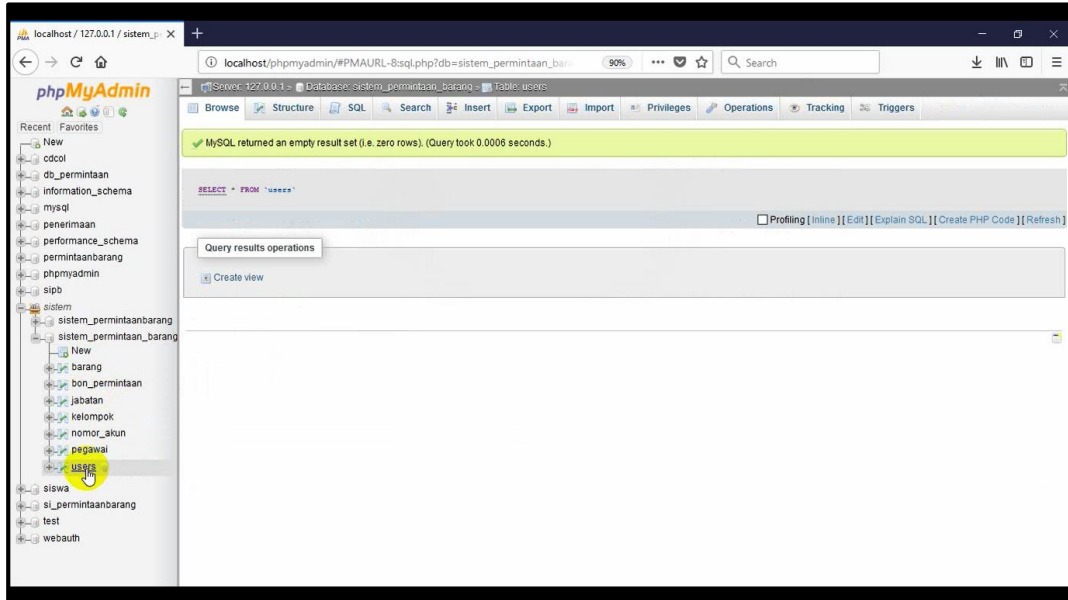 localhost / 127.0.0.1 / sistem_p
localhost/phpmyadmin/#PMAURL-8:sql.php?db=sistem_permintaan_bara
90%
Search
phpMyAdmin
Recent Favorites
New
cdcol
db_permintaan
information_schema
mysql
penerimaan
performance_schema
permintaanbarang
phpmyadmin
sipb
sistem
sistem_permintaanbarang
sistem_permintaan_barang
New
barang
bon_permintaan
jabatan
kelompok
nomor_akun
pegawai
users
siswa
si_permintaanbarang
test
webauth
Server: 127.0.0.1 » Database: sistem_permintaan_barang » Table: users
Browse Structure SQL Search Insert Export Import Privileges Operations Tracking Triggers
MySQL returned an empty result set (i.e. zero rows). (Query took 0.0006 seconds.)
SELECT * FROM `users`
Profiling [ Inline ] [ Edit ] [ Explain SQL ] [ Create PHP Code ] [ Refresh ]
Query results operations
Create view